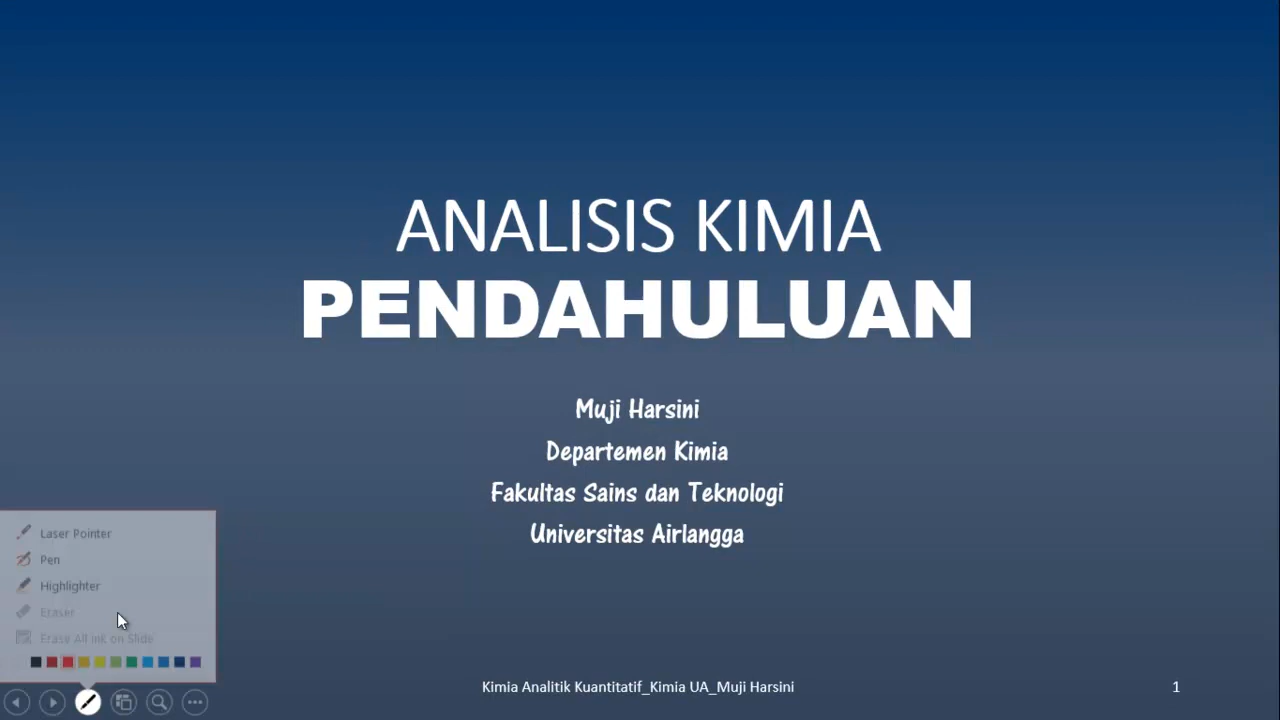 ANALISIS KIMIA
PENDAHULUAN
Muji Harsini
Departemen Kimia
Fakultas Sains dan Teknologi
Universitas Airlangga
Laser Pointer
Pen
Highlighter
Eraser
Erase All Ink on Slide
Kimia Analitik Kuantitatif_Kimia UA_Muji Harsini
1